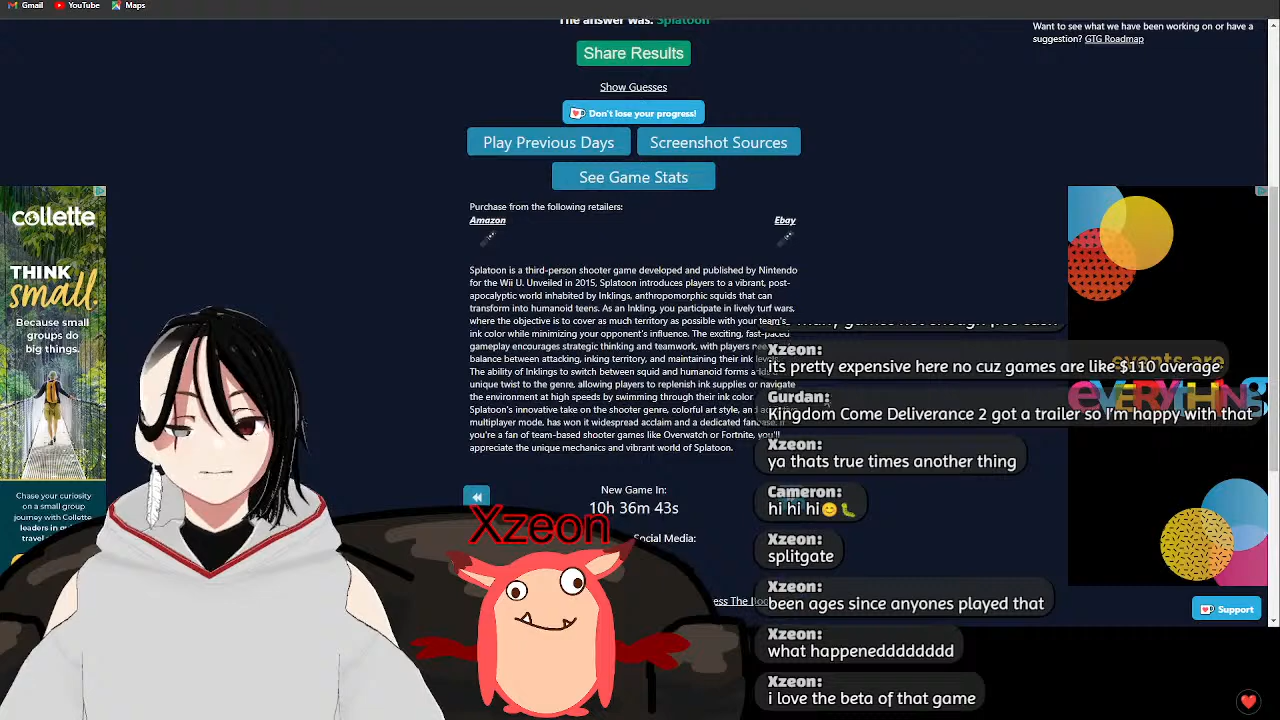 Gmail YouTube Maps
The answer was: Splatoon
Want to see what we have been working on or have a
suggestion? GTG Roadmap
Share Results
Show Guesses
Don't lose your progress!
Play Previous Days Screenshot Sources
See Game Stats
Purchase from the following retailers:
Amazon Ebay
Splatoon is a third-person shooter game developed and published by Nintendo
for the Wii U. Unveiled in 2015, Splatoon introduces players to a vibrant, post-
apocalyptic world inhabited by Inklings, anthropomorphic squids that can
transform into humanoid teens. As an Inkling, you participate in lively turf wars,
where the objective is to cover as much territory as possible with your team's
ink color while minimizing your opponent's influence. The exciting, fast-paced
gameplay encourages strategic thinking and teamwork, with players need
balance between attacking, inking territory, and maintaining their ink
The ability of Inklings to switch between squid and humanoid forms
unique twist to the genre, allowing players to replenish ink supplies or navigate
the environment at high speeds by swimming through their ink color
Splatoon's innovative take on the shooter genre, colorful art style, and
multiplayer mode, has won it widespread acclaim and a dedicated
you're a fan of team-based shooter games like Overwatch or Fortnite, you'll
appreciate the unique mechanics and vibrant world of Splatoon.
New Game In:
10h 36m 43s
Social Media:
collette
THINK
small.
Because small
groups do
big things.
Chase your curiosity
on a small group
journey with Collette
leaders in
travel
events are
EVERYTHING
Support
Xzeon
Xzeon:
its pretty expensive here no cuz games are like $110 average
Gurdan:
Kingdom Come Deliverance 2 got a trailer so I'm happy with that
Xzeon:
ya thats true times another thing
Cameron:
hi hi hi😊🐛
Xzeon:
splitgate
Xzeon:
been ages since anyones played that
Xzeon:
what happenedddddddd
Xzeon:
i love the beta of that game